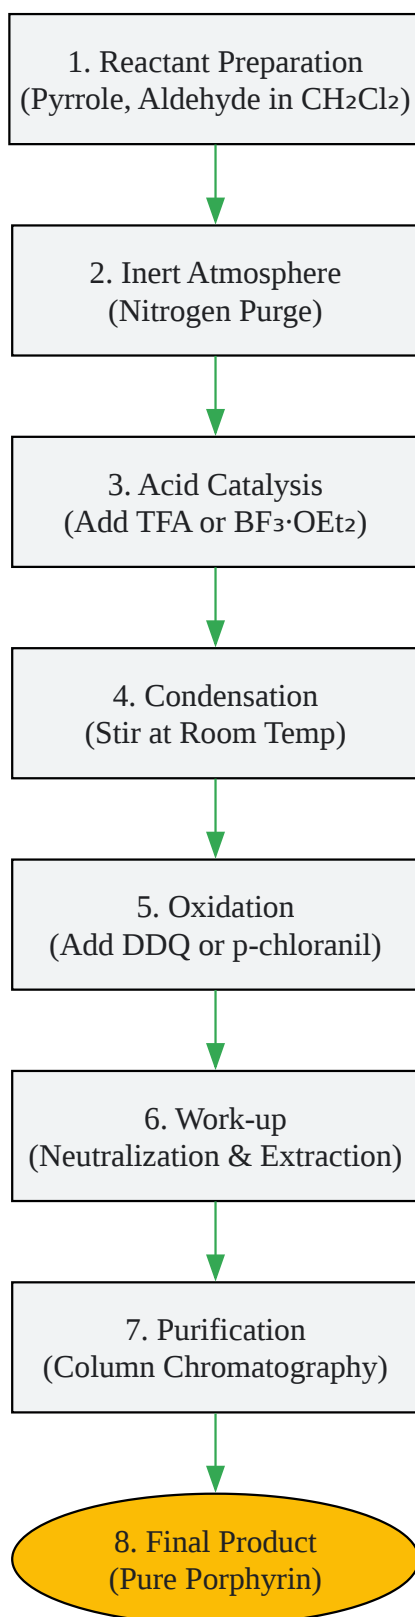 1. Reactant Preparation
(Pyrrole, Aldehyde in CH₂Cl₂)
2. Inert Atmosphere
(Nitrogen Purge)
3. Acid Catalysis
(Add TFA or BF₃·OEt₂)
4. Condensation
(Stir at Room Temp)
5. Oxidation
(Add DDQ or p-chloranil)
6. Work-up
(Neutralization & Extraction)
7. Purification
(Column Chromatography)
8. Final Product
(Pure Porphyrin)